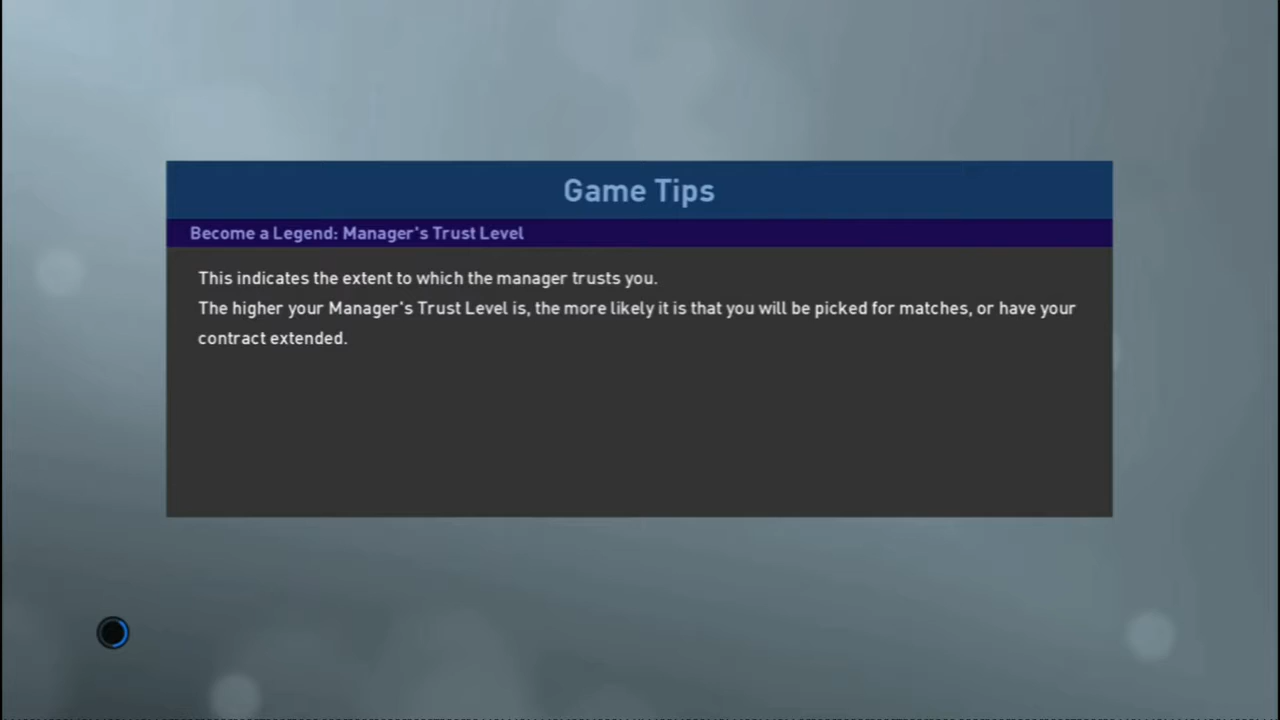 Game Tips
Become a Legend: Manager's Trust Level
This indicates the extent to which the manager trusts you.
The higher your Manager's Trust Level is, the more likely it is that you will be picked for matches, or have your
contract extended.